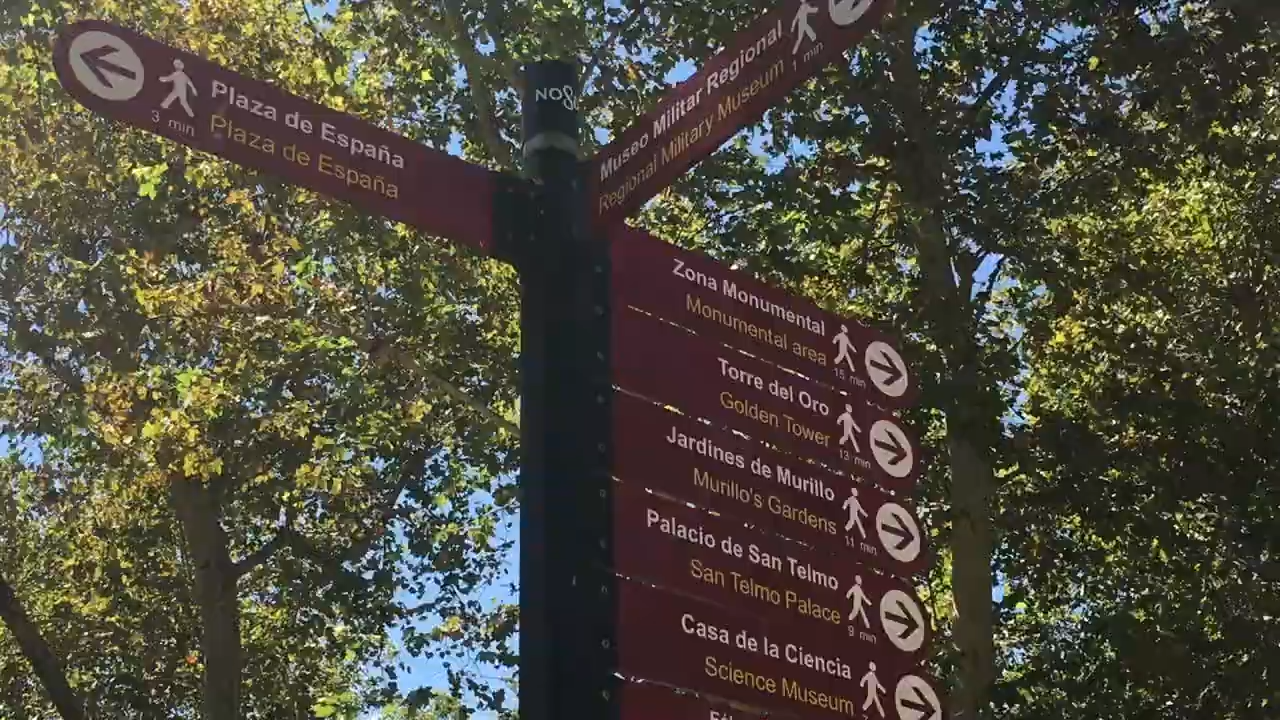 Plaza de España
Plaza de España
3 min
Museo Militar Regional
Regional Military Museum
1 min
Zona Monumental
Monumental area
15 min
Torre del Oro
Golden Tower
13 min
Jardines de Murillo
Murillo's Gardens
11 min
Palacio de San Telmo
San Telmo Palace
9 min
Casa de la Ciencia
Science Museum